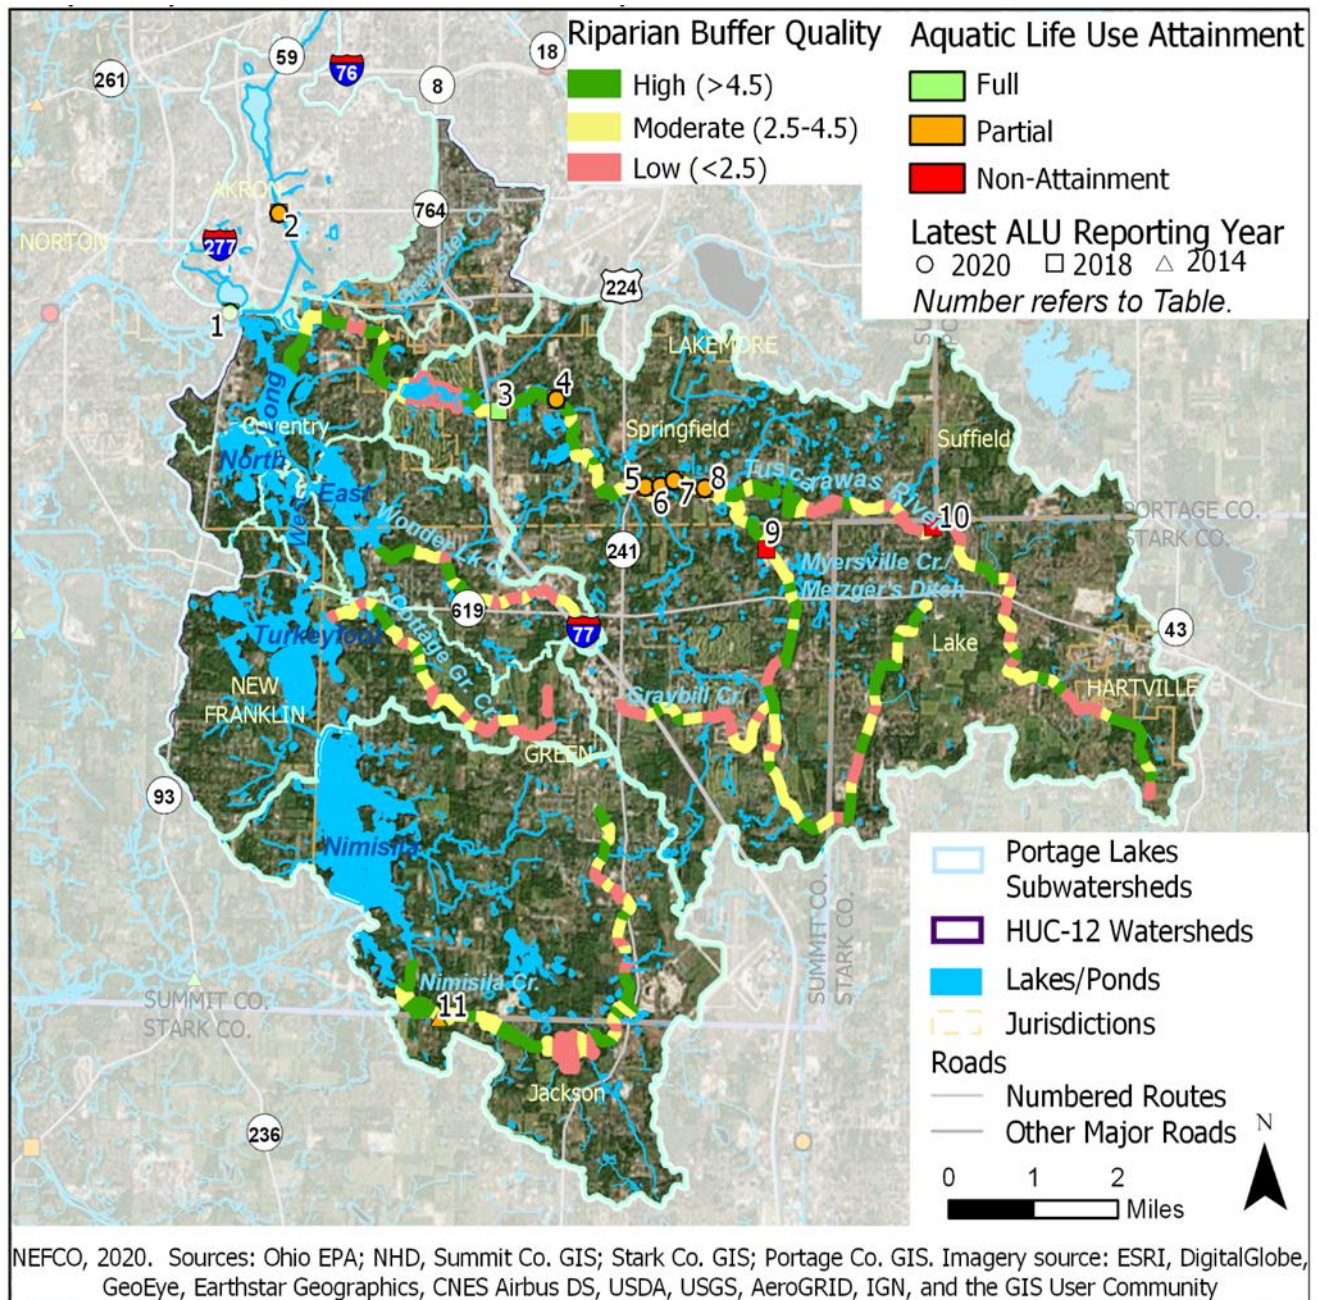 Riparian Buffer Quality
High (>4.5)
Moderate (2.5-4.5)
Low (<2.5)
Aquatic Life Use Attainment
Full
Partial
Non-Attainment
Latest ALU Reporting Year
2020
2018
2014
Number refers to Table.
59
18
261
76
8
AKRON
764
2
NORTON
277
Brewster Cr.
224
1
LAKEMORE
Long
3
4
Coventry
Springfield
Suffield
North
East
West
5
6
7
8
Tuscarawas River
10
PORTAGE CO.
STARK CO.
9
Wonder Lk Cr.
241
Myersville Cr./
Metzger's Ditch
619
77
43
Turkeyfoot
Cottage Gr. Cr.
Lake
NEW
FRANKLIN
Graybill Cr.
HARTVILLE
GREEN
93
Nimisila
SUMMIT CO.
STARK CO.
Nimisila Cr.
11
SUMMIT CO.
STARK CO.
Jackson
236
Portage Lakes
Subwatersheds
HUC-12 Watersheds
Lakes/Ponds
Jurisdictions
Roads
Numbered Routes
Other Major Roads
N
0 1 2
Miles
NEFCO, 2020. Sources: Ohio EPA; NHD, Summit Co. GIS; Stark Co. GIS; Portage Co. GIS. Imagery source: ESRI, DigitalGlobe,
GeoEye, Earthstar Geographics, CNES Airbus DS, USDA, USGS, AeroGRID, IGN, and the GIS User Community